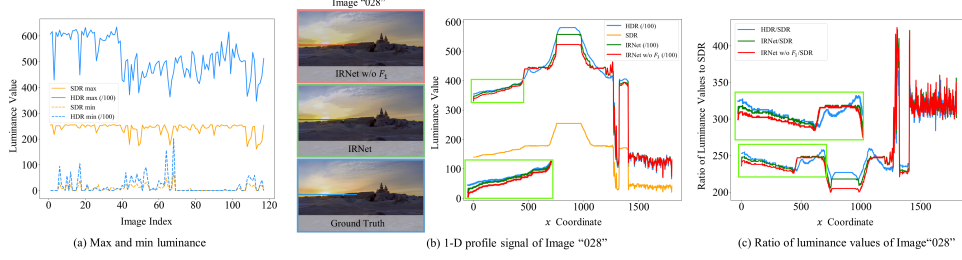 Image "028"
600
500
400
300
200
100
0
Luminance Value
SDR max
HDR max (/100)
SDR min
HDR min (/100)
0
20
40
60
80
100
120
Image Index
(a) Max and min luminance
IRNet w/o F₁
IRNet
Ground Truth
600
500
400
300
200
100
0
Luminance Value
HDR (/100)
SDR
IRNet (/100)
IRNet w/o F₁ (/100)
0
500
1000
1500
x Coordinate
(b) 1-D profile signal of Image "028"
400
350
300
250
200
Ratio of Luminance Values to SDR
HDR/SDR
IRNet/SDR
IRNet w/o F₁/SDR
0
500
1000
1500
x Coordinate
(c) Ratio of luminance values of Image"028"